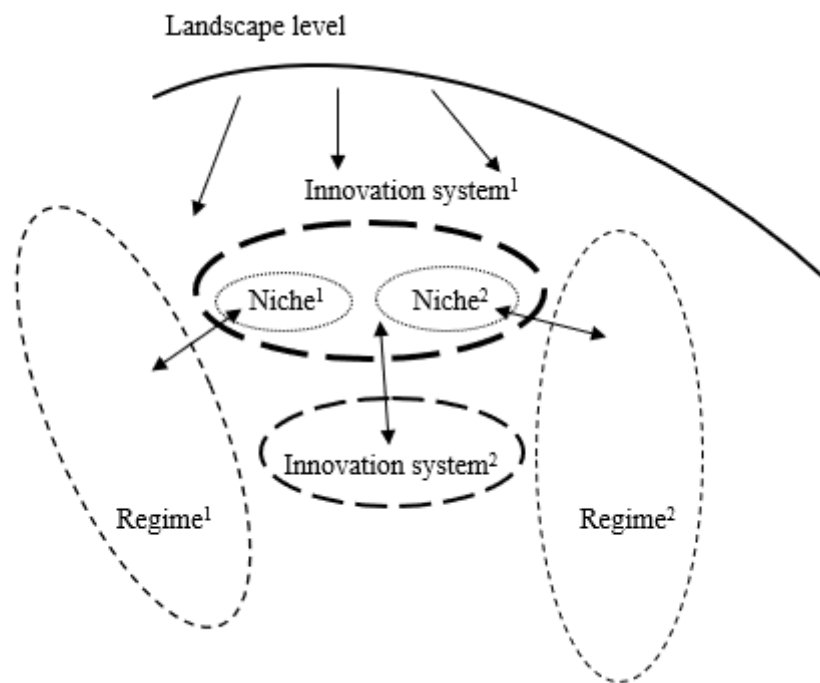 Landscape level
Innovation system¹
Niche¹
Niche²
Innovation system²
Regime¹
Regime²